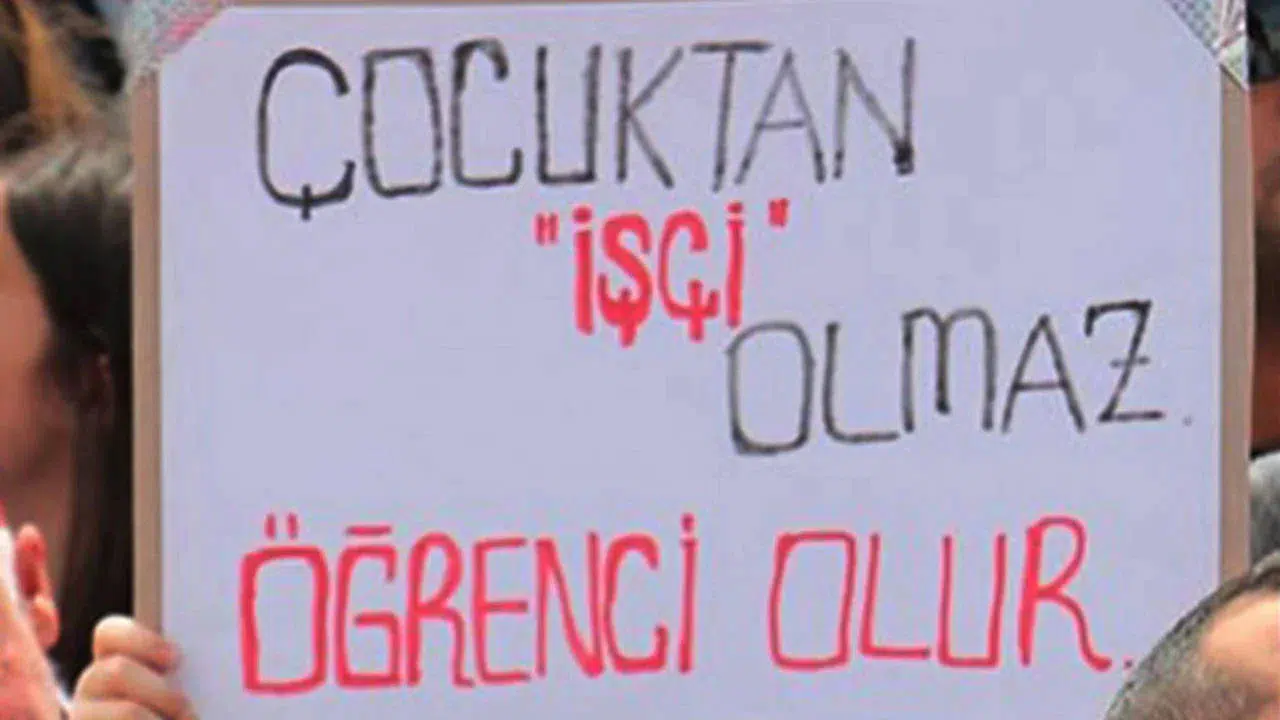 ÇOCUKTAN
"İŞÇİ"
OLMAZ.
ÖĞRENCİ OLUR.